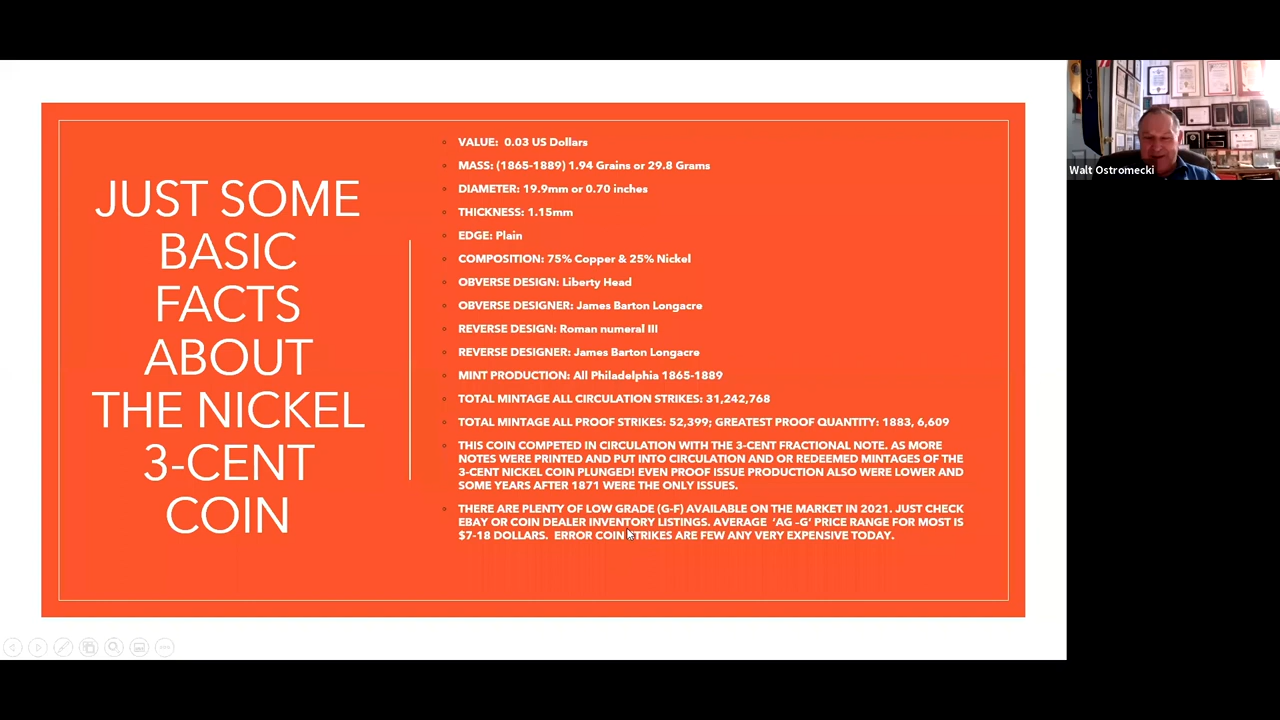 JUST SOME
BASIC
FACTS
ABOUT
THE NICKEL
3-CENT
COIN
VALUE: 0.03 US Dollars
MASS: (1865-1889) 1.94 Grains or 29.8 Grams
DIAMETER: 19.9mm or 0.70 inches
THICKNESS: 1.15mm
EDGE: Plain
COMPOSITION: 75% Copper & 25% Nickel
OBVERSE DESIGN: Liberty Head
OBVERSE DESIGNER: James Barton Longacre
REVERSE DESIGN: Roman numeral III
REVERSE DESIGNER: James Barton Longacre
MINT PRODUCTION: All Philadelphia 1865-1889
TOTAL MINTAGE ALL CIRCULATION STRIKES: 31,242,768
TOTAL MINTAGE ALL PROOF STRIKES: 52,399; GREATEST PROOF QUANTITY: 1883, 6,609
THIS COIN COMPETED IN CIRCULATION WITH THE 3-CENT FRACTIONAL NOTE. AS MORE
NOTES WERE PRINTED AND PUT INTO CIRCULATION AND OR REDEEMED MINTAGES OF THE
3-CENT NICKEL COIN PLUNGED! EVEN PROOF ISSUE PRODUCTION ALSO WERE LOWER AND
SOME YEARS AFTER 1871 WERE THE ONLY ISSUES.
THERE ARE PLENTY OF LOW GRADE (G-F) AVAILABLE ON THE MARKET IN 2021. JUST CHECK
EBAY OR COIN DEALER INVENTORY LISTINGS. AVERAGE 'AG -G' PRICE RANGE FOR MOST IS
$7-18 DOLLARS. ERROR COIN STRIKES ARE FEW ANY VERY EXPENSIVE TODAY.
UCLA
Walt Ostromecki